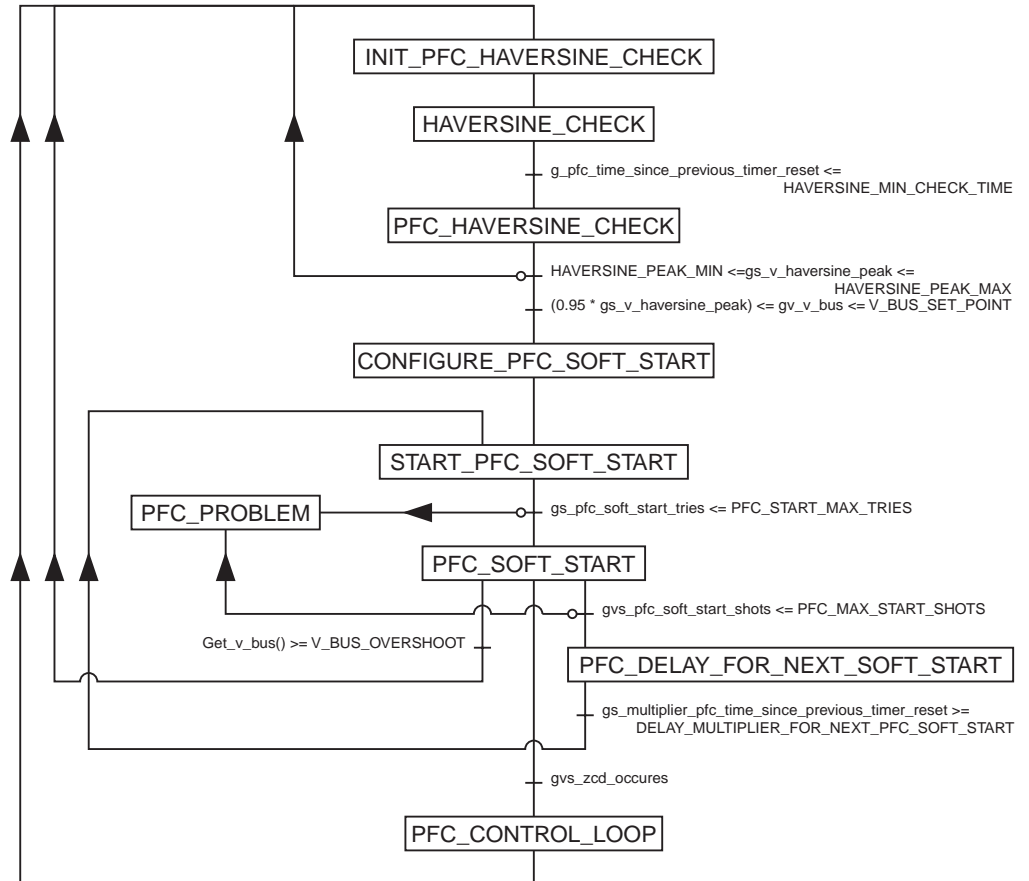 INIT_PFC_HAVERSINE_CHECK
HAVERSINE_CHECK
g_pfc_time_since_previous_timer_reset <=
HAVERSINE_MIN_CHECK_TIME
PFC_HAVERSINE_CHECK
HAVERSINE_PEAK_MIN <=gs_v_haversine_peak <=
HAVERSINE_PEAK_MAX
(0.95 * gs_v_haversine_peak) <= gv_v_bus <= V_BUS_SET_POINT
CONFIGURE_PFC_SOFT_START
START_PFC_SOFT_START
PFC_PROBLEM
gs_pfc_soft_start_tries <= PFC_START_MAX_TRIES
PFC_SOFT_START
gvs_pfc_soft_start_shots <= PFC_MAX_START_SHOTS
Get_v_bus() >= V_BUS_OVERSHOOT
PFC_DELAY_FOR_NEXT_SOFT_START
gs_multiplier_pfc_time_since_previous_timer_reset >=
DELAY_MULTIPLIER_FOR_NEXT_PFC_SOFT_START
gvs_zcd_occures
PFC_CONTROL_LOOP